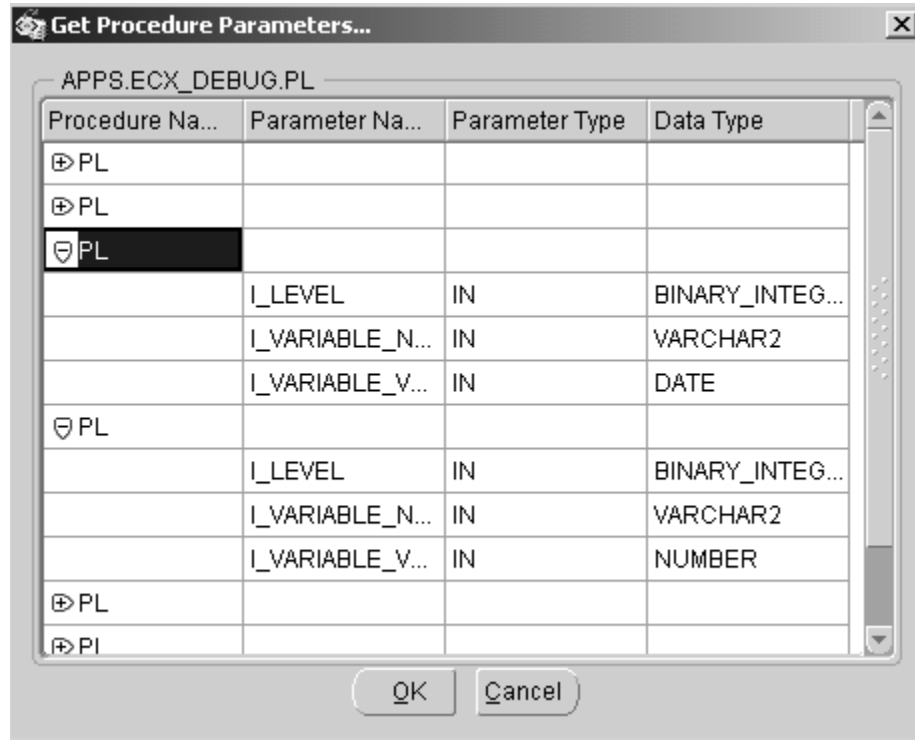 Get Procedure Parameters...
APPS.ECX_DEBUG.PL
Procedure Na... Parameter Na... Parameter Type Data Type
PL
PL
PL
I_LEVEL IN BINARY_INTEG...
I_VARIABLE_N... IN VARCHAR2
I_VARIABLE_V... IN DATE
PL
I_LEVEL IN BINARY_INTEG...
I_VARIABLE_N... IN VARCHAR2
I_VARIABLE_V... IN NUMBER
PL
PL
OK Cancel